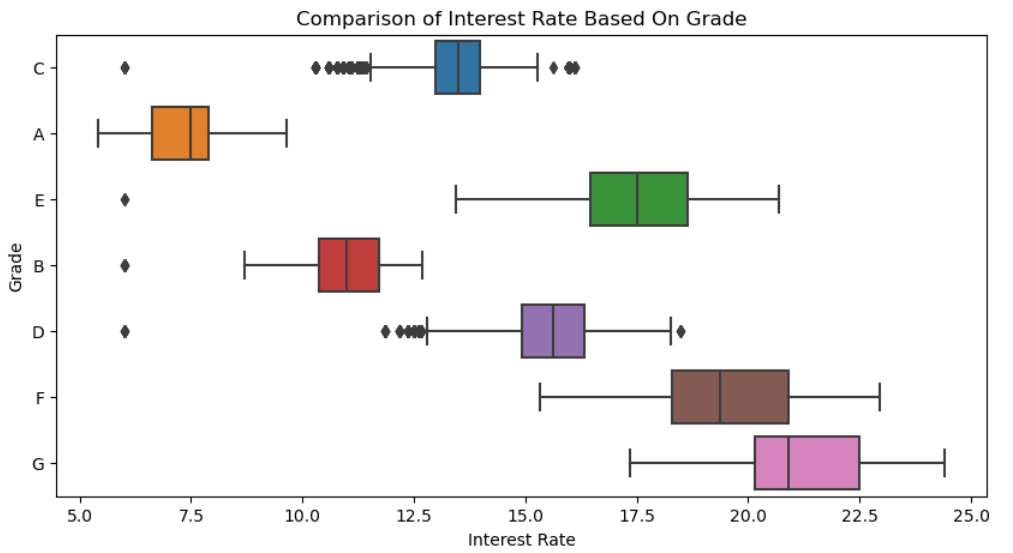 Comparison of Interest Rate Based On Grade
C
A
E
B
D
F
G
Grade
5.0 7.5 10.0 12.5 15.0 17.5 20.0 22.5 25.0
Interest Rate